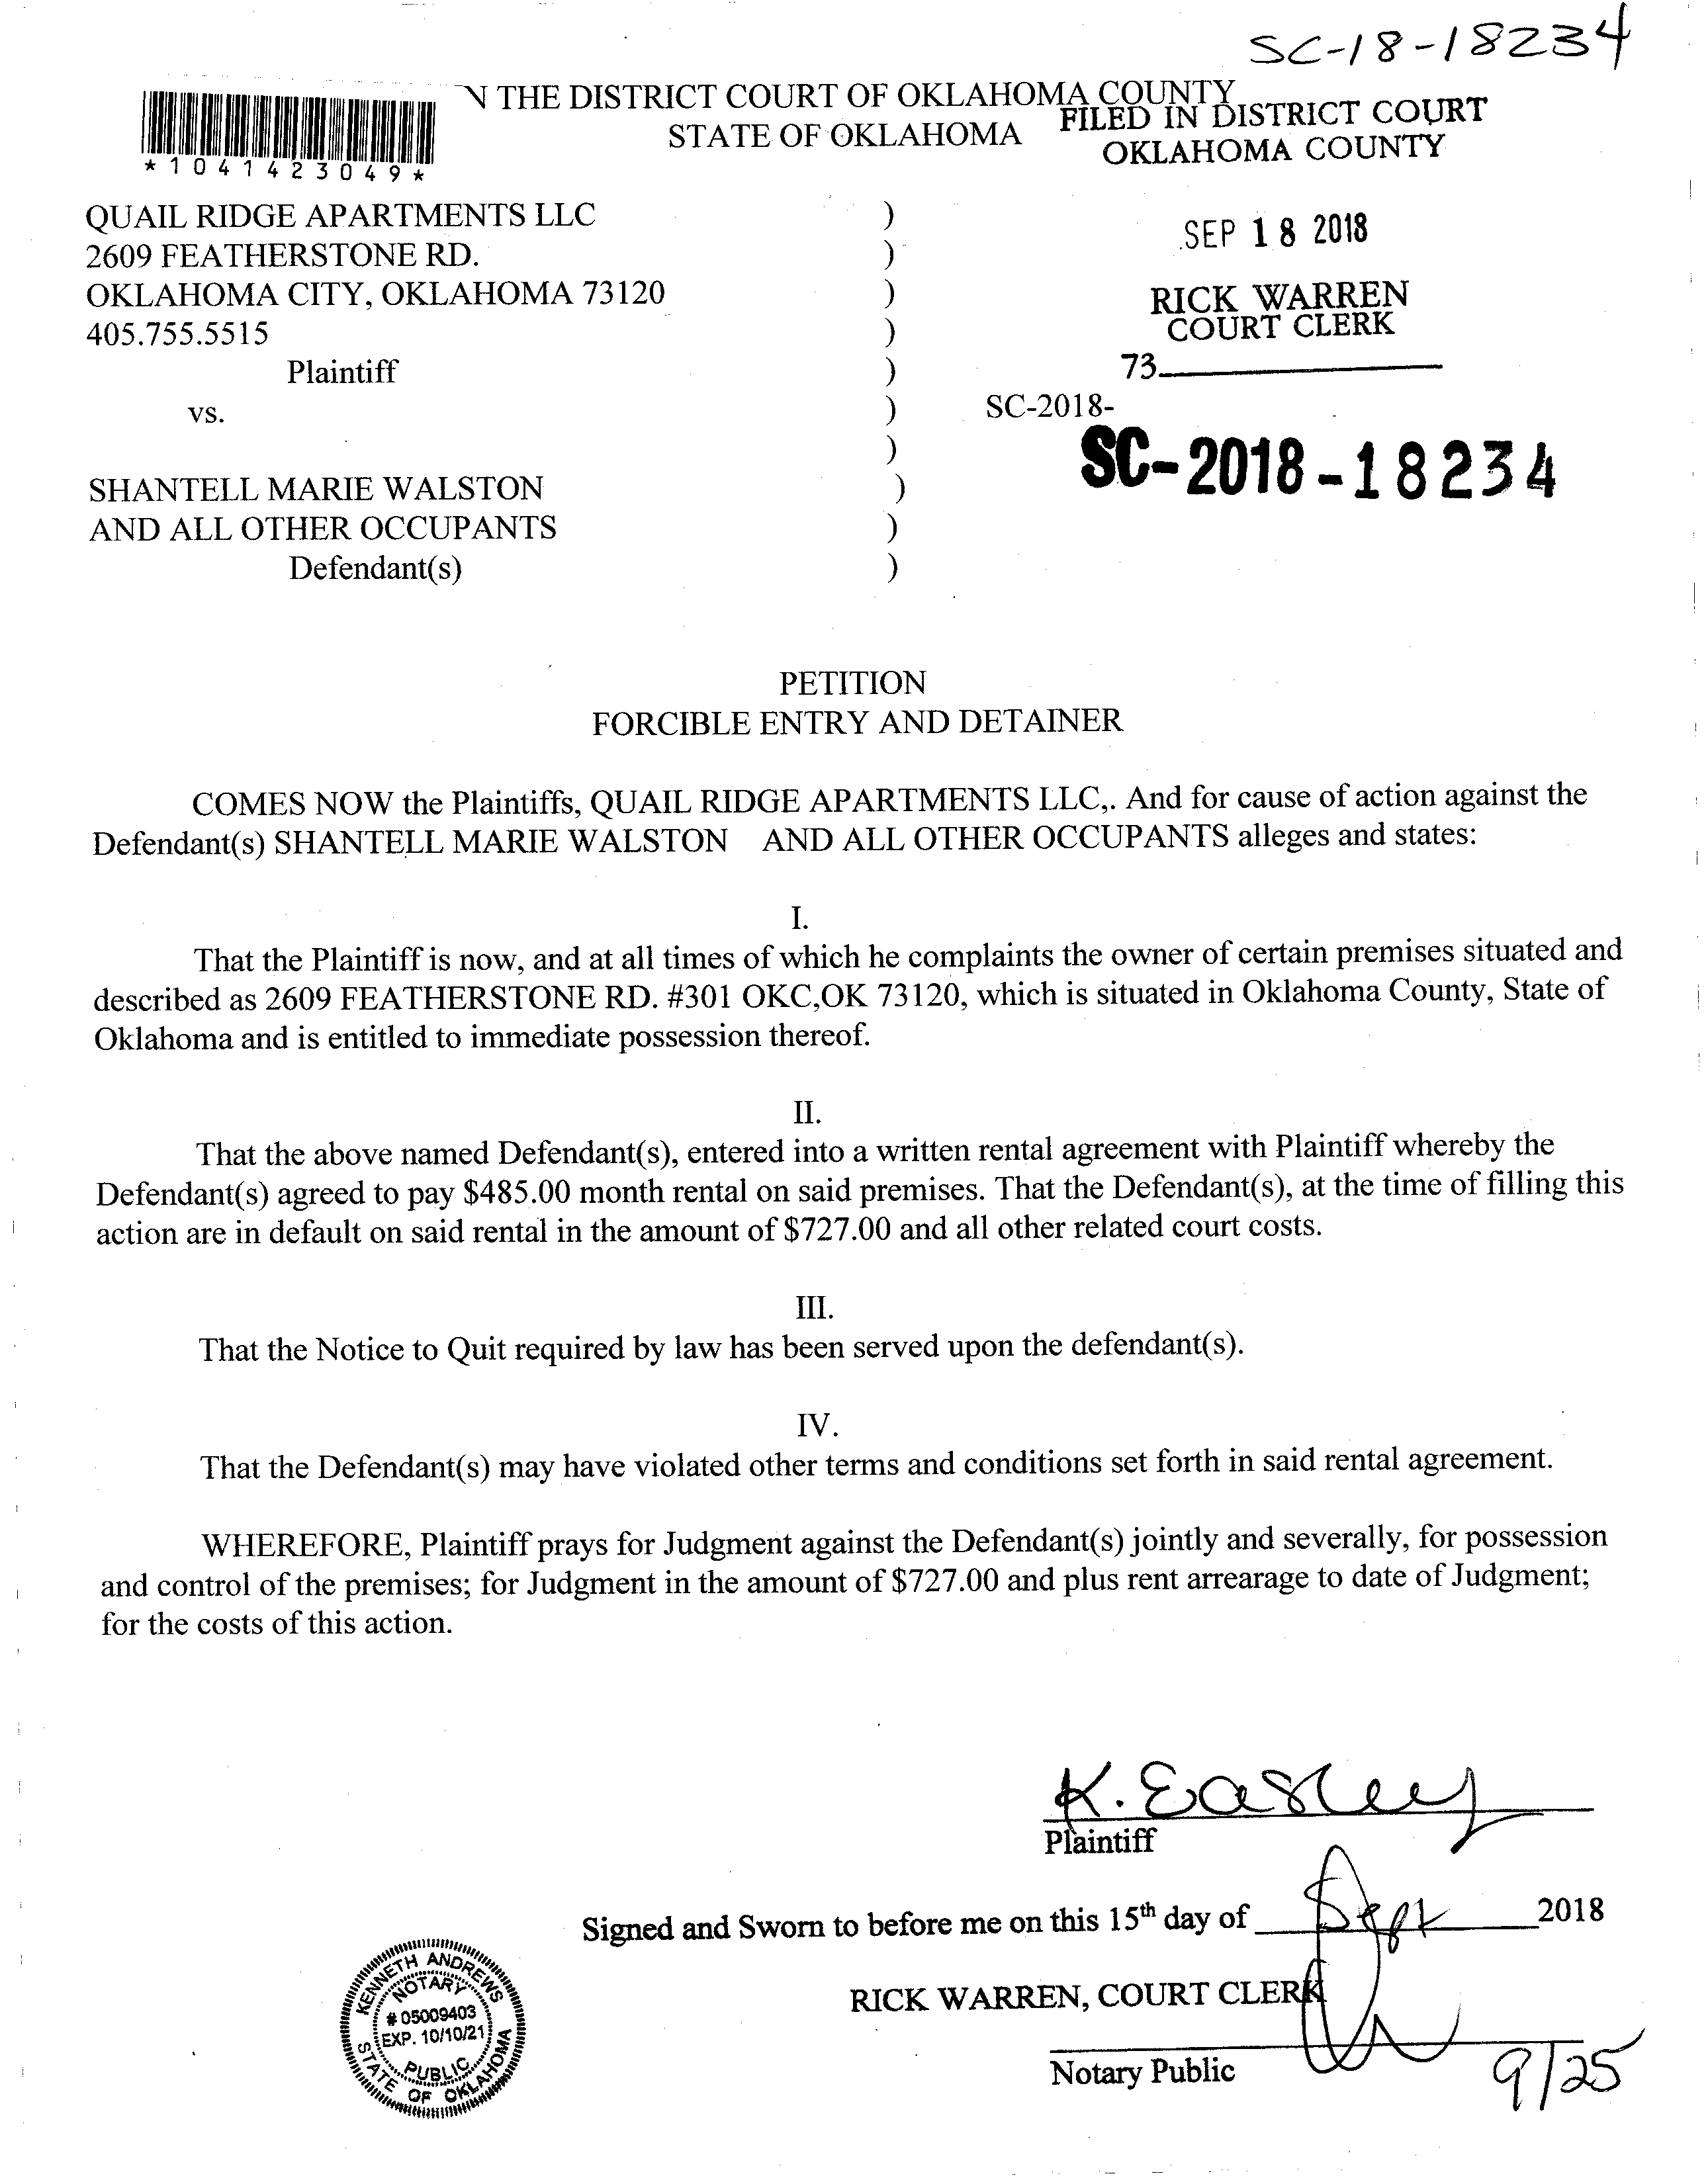 SC-18-18234
N THE DISTRICT COURT OF OKLAHOMA COUNTY
STATE OF OKLAHOMA
FILED IN DISTRICT COURT
OKLAHOMA COUNTY
*1041423049*
QUAIL RIDGE APARTMENTS LLC )
2609 FEATHERSTONE RD. )
OKLAHOMA CITY, OKLAHOMA 73120 )
405.755.5515 )
Plaintiff )
vs. )
)
SHANTELL MARIE WALSTON )
AND ALL OTHER OCCUPANTS )
Defendant(s) )
SEP 18 2018
RICK WARREN
COURT CLERK
73
SC-2018-
SC-2018-18234
PETITION
FORCIBLE ENTRY AND DETAINER
COMES NOW the Plaintiffs, QUAIL RIDGE APARTMENTS LLC,. And for cause of action against the
Defendant(s) SHANTELL MARIE WALSTON AND ALL OTHER OCCUPANTS alleges and states:
I.
That the Plaintiff is now, and at all times of which he complaints the owner of certain premises situated and
described as 2609 FEATHERSTONE RD. #301 OKC,OK 73120, which is situated in Oklahoma County, State of
Oklahoma and is entitled to immediate possession thereof.
II.
That the above named Defendant(s), entered into a written rental agreement with Plaintiff whereby the
Defendant(s) agreed to pay $485.00 month rental on said premises. That the Defendant(s), at the time of filling this
action are in default on said rental in the amount of $727.00 and all other related court costs.
III.
That the Notice to Quit required by law has been served upon the defendant(s).
IV.
That the Defendant(s) may have violated other terms and conditions set forth in said rental agreement.
WHEREFORE, Plaintiff prays for Judgment against the Defendant(s) jointly and severally, for possession
and control of the premises; for Judgment in the amount of $727.00 and plus rent arrearage to date of Judgment;
for the costs of this action.
K. Easley
Plaintiff
Signed and Sworn to before me on this 15th day of Sept 2018
RICK WARREN, COURT CLERK
Notary Public
9/25
KENNETH ANDREWS
NOTARY
# 05009403
EXP. 10/10/21
PUBLIC
STATE OF OKLAHOMA